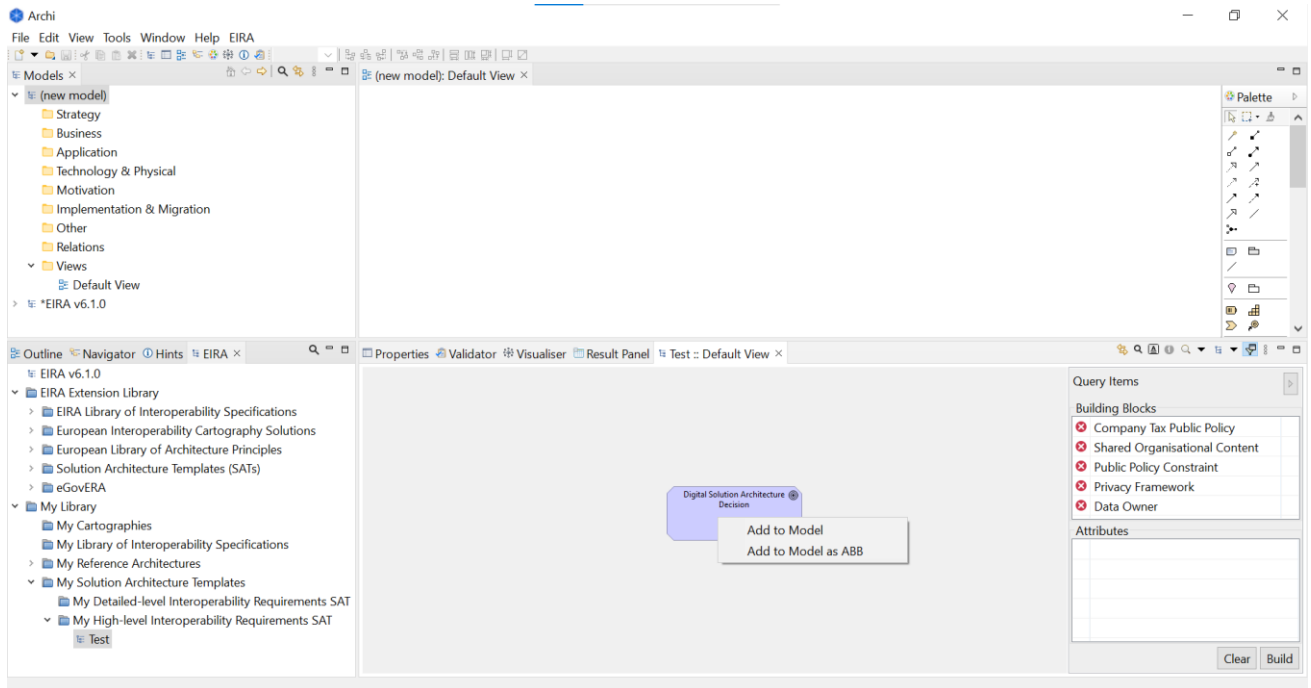 Archi
File Edit View Tools Window Help EIRA
Models
(new model)
Strategy
Business
Application
Technology & Physical
Motivation
Implementation & Migration
Other
Relations
Views
Default View
*EIRA v6.1.0
(new model): Default View
Palette
Outline Navigator Hints EIRA
EIRA v6.1.0
EIRA Extension Library
EIRA Library of Interoperability Specifications
European Interoperability Cartography Solutions
European Library of Architecture Principles
Solution Architecture Templates (SATs)
eGovERA
My Library
My Cartographies
My Library of Interoperability Specifications
My Reference Architectures
My Solution Architecture Templates
My Detailed-level Interoperability Requirements SAT
My High-level Interoperability Requirements SAT
Test
Properties Validator Visualiser Result Panel Test :: Default View
Digital Solution Architecture
Decision
Add to Model
Add to Model as ABB
Query Items
Building Blocks
Company Tax Public Policy
Shared Organisational Content
Public Policy Constraint
Privacy Framework
Data Owner
Attributes
Clear Build